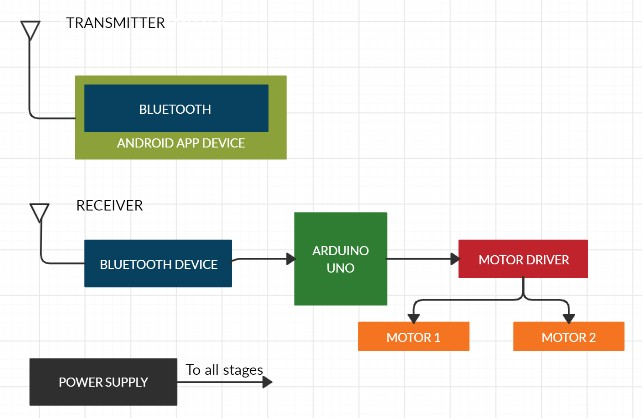 TRANSMITTER
BLUETOOTH
ANDROID APP DEVICE
RECEIVER
BLUETOOTH DEVICE
ARDUINO
UNO
MOTOR DRIVER
MOTOR 1
MOTOR 2
POWER SUPPLY
To all stages